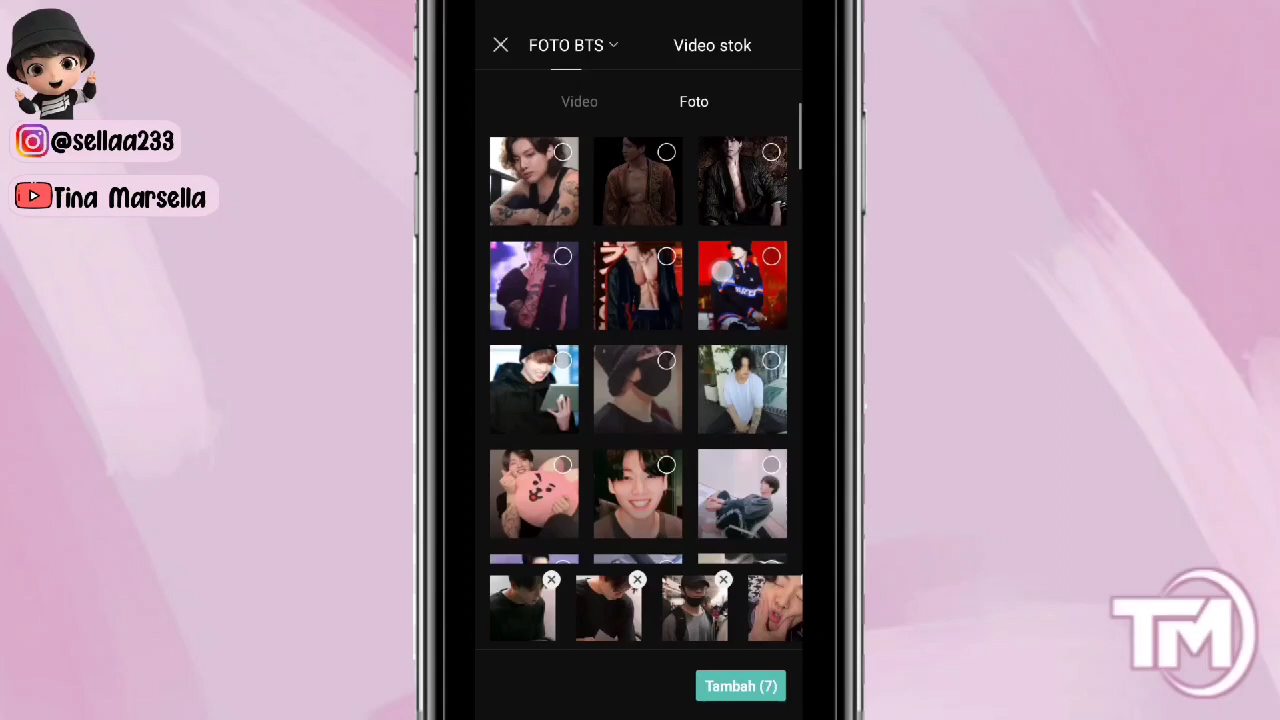 FOTO BTS
Video stok
Video
Foto
@sellaa233
Tina Marsella
Tambah (7)
TM